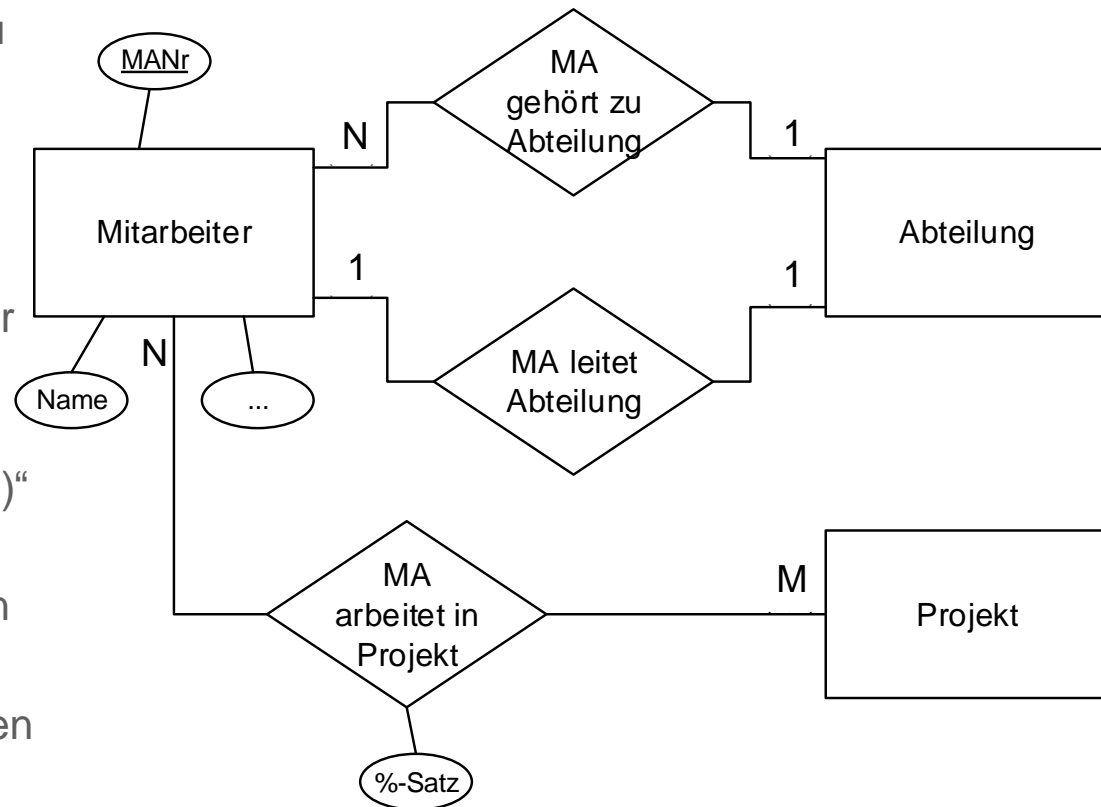 MANr
MA
gehört zu
Abteilung
N
1
Mitarbeiter
Abteilung
1
1
r
N
MA leitet
Abteilung
Name
...
)“
MA
arbeitet in
Projekt
M
Projekt
n
en
%-Satz